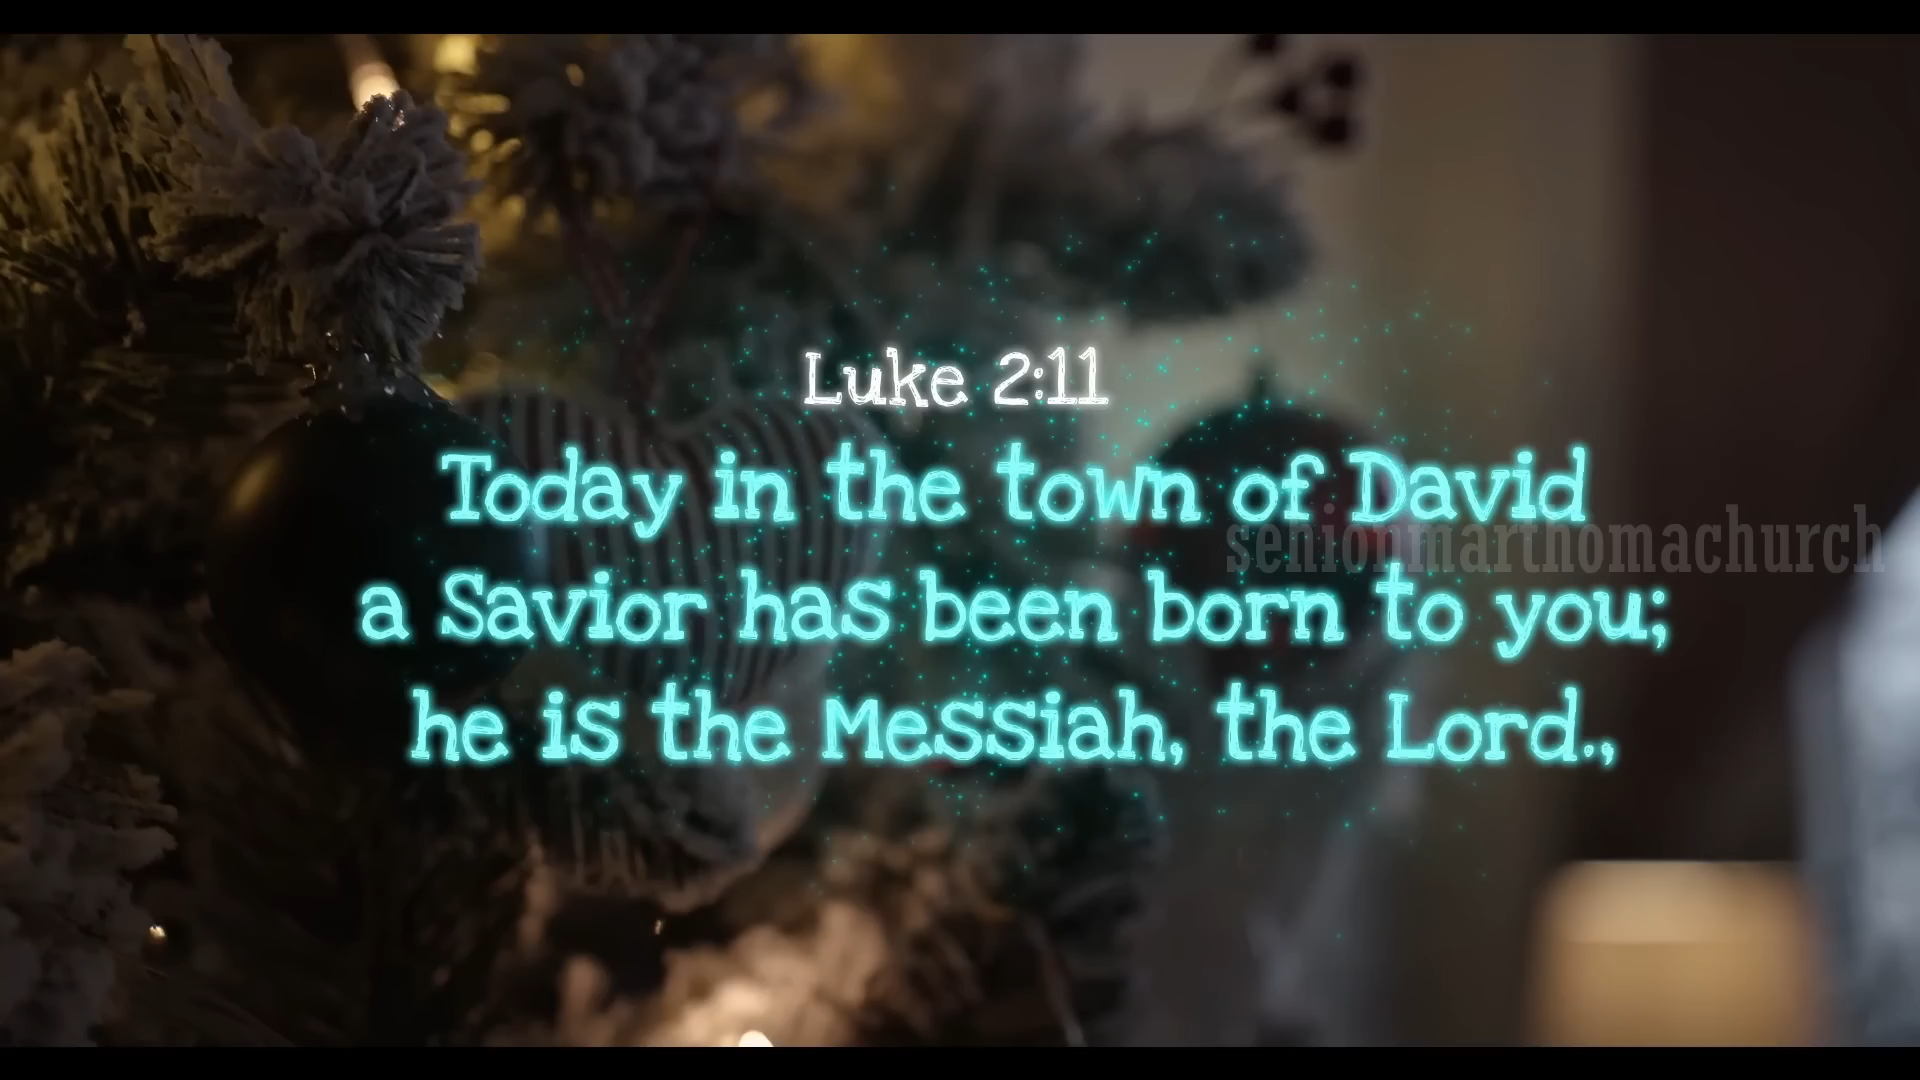 Luke 2:11
Today in the town of David
sehionmarthomachurch
a Savior has been born to you;
he is the Messiah, the Lord.,